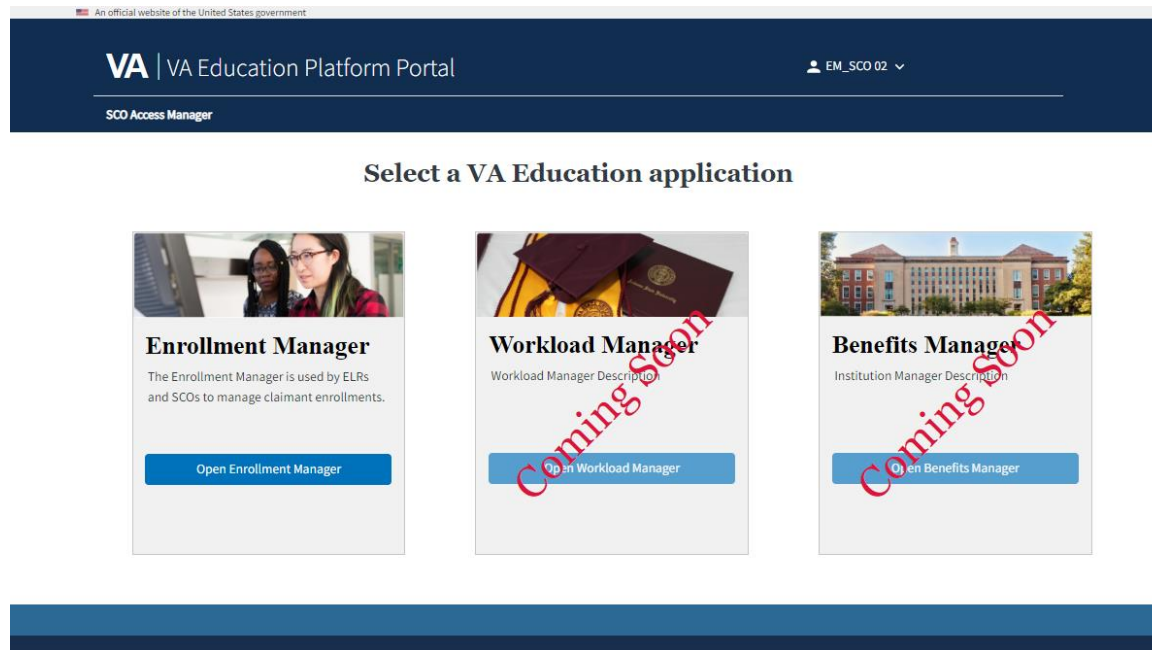 An official website of the United States government
VA | VA Education Platform Portal
EM_SCO 02
SCO Access Manager
Select a VA Education application
Enrollment Manager
The Enrollment Manager is used by ELRs
and SCOs to manage claimant enrollments.
Open Enrollment Manager
Workload Manager
Workload Manager Description
Open Workload Manager
Coming Soon
Benefits Manager
Institution Manager Description
Open Benefits Manager
Coming Soon